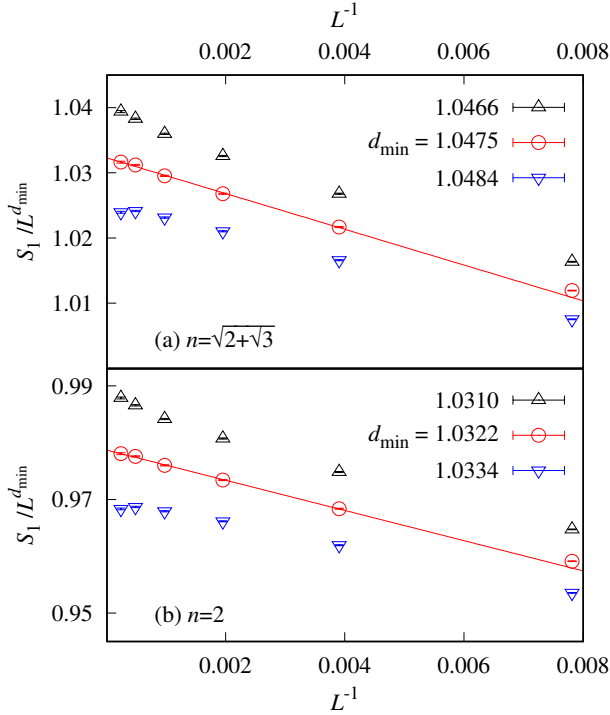 L^-1
0.002 0.004 0.006 0.008
1.04
1.03
1.02
1.01
S_1/L^d_min
1.0466
d_min = 1.0475
1.0484
(a) n=√2+√3
0.99
0.97
0.95
S_1/L^d_min
1.0310
d_min = 1.0322
1.0334
(b) n=2
0.002 0.004 0.006 0.008
L^-1